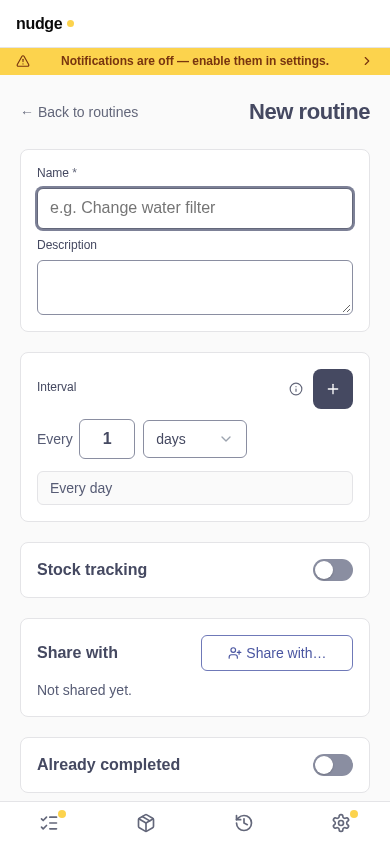 nudge
Notifications are off — enable them in settings.
← Back to routines
New routine
Name *
e.g. Change water filter
Description
Interval
Every 1 days
Every day
Stock tracking
Share with
Share with…
Not shared yet.
Already completed